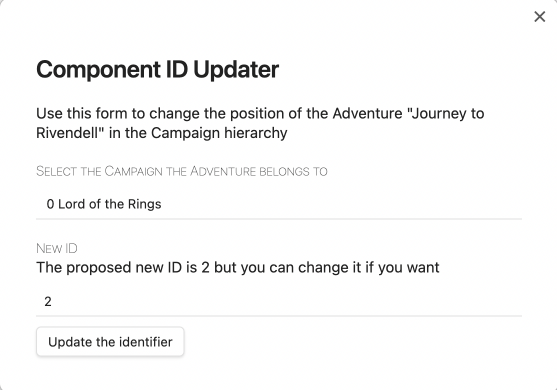 Component ID Updater
Use this form to change the position of the Adventure "Journey to
Rivendell" in the Campaign hierarchy
Select the Campaign the Adventure belongs to
0 Lord of the Rings
New ID
The proposed new ID is 2 but you can change it if you want
2
Update the identifier